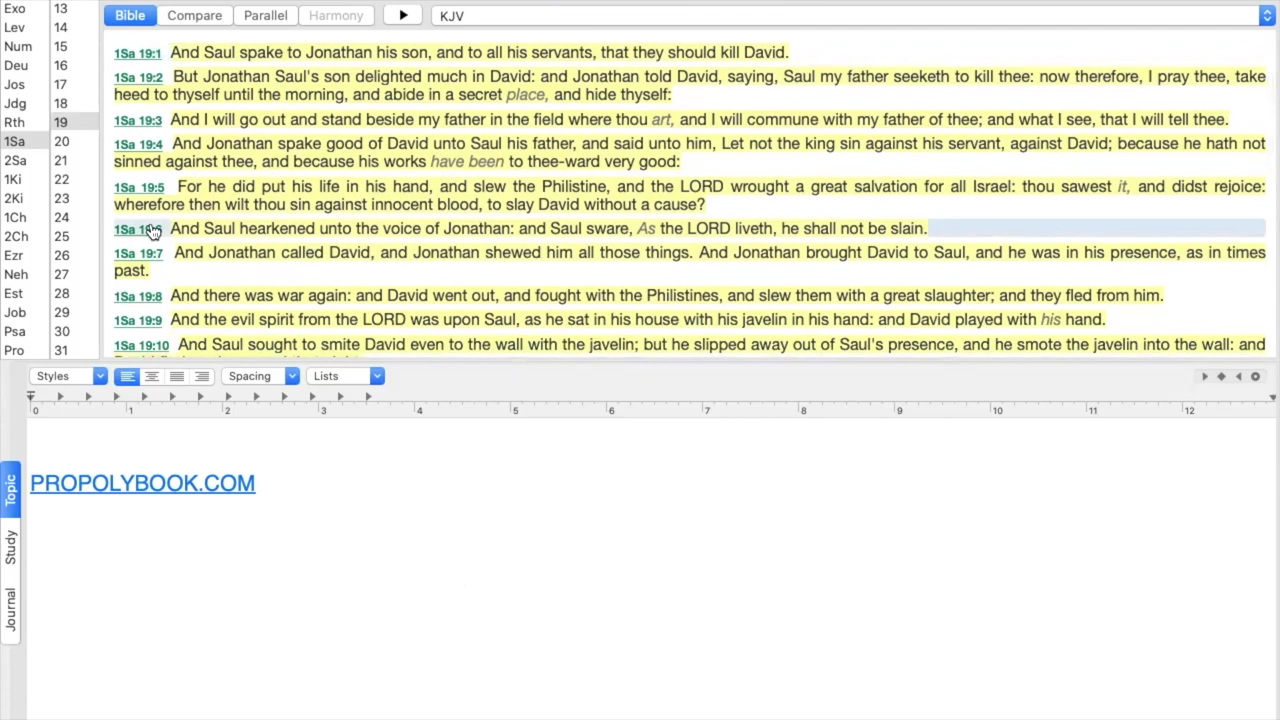 Bible Compare Parallel Harmony KJV
Exo 13
Lev 14
Num 15
Deu 16
Jos 17
Jdg 18
Rth 19
1Sa 20
2Sa 21
1Ki 22
2Ki 23
1Ch 24
2Ch 25
Ezr 26
Neh 27
Est 28
Job 29
Psa 30
Pro 31
1Sa 19:1 And Saul spake to Jonathan his son, and to all his servants, that they should kill David.
1Sa 19:2 But Jonathan Saul's son delighted much in David: and Jonathan told David, saying, Saul my father seeketh to kill thee: now therefore, I pray thee, take
heed to thyself until the morning, and abide in a secret place, and hide thyself:
1Sa 19:3 And I will go out and stand beside my father in the field where thou art, and I will commune with my father of thee; and what I see, that I will tell thee.
1Sa 19:4 And Jonathan spake good of David unto Saul his father, and said unto him, Let not the king sin against his servant, against David; because he hath not
sinned against thee, and because his works have been to thee-ward very good:
1Sa 19:5 For he did put his life in his hand, and slew the Philistine, and the LORD wrought a great salvation for all Israel: thou sawest it, and didst rejoice:
wherefore then wilt thou sin against innocent blood, to slay David without a cause?
1Sa And Saul hearkened unto the voice of Jonathan: and Saul sware, As the LORD liveth, he shall not be slain.
1Sa 19:7 And Jonathan called David, and Jonathan shewed him all those things. And Jonathan brought David to Saul, and he was in his presence, as in times
past.
1Sa 19:8 And there was war again: and David went out, and fought with the Philistines, and slew them with a great slaughter; and they fled from him.
1Sa 19:9 And the evil spirit from the LORD was upon Saul, as he sat in his house with his javelin in his hand: and David played with his hand.
1Sa 19:10 And Saul sought to smite David even to the wall with the javelin; but he slipped away out of Saul's presence, and he smote the javelin into the wall: and
Styles Spacing Lists
0 1 2 3 4 5 6 7 8 9 10 11 12
Topic
Study
Journal
PROPOLYBOOK.COM